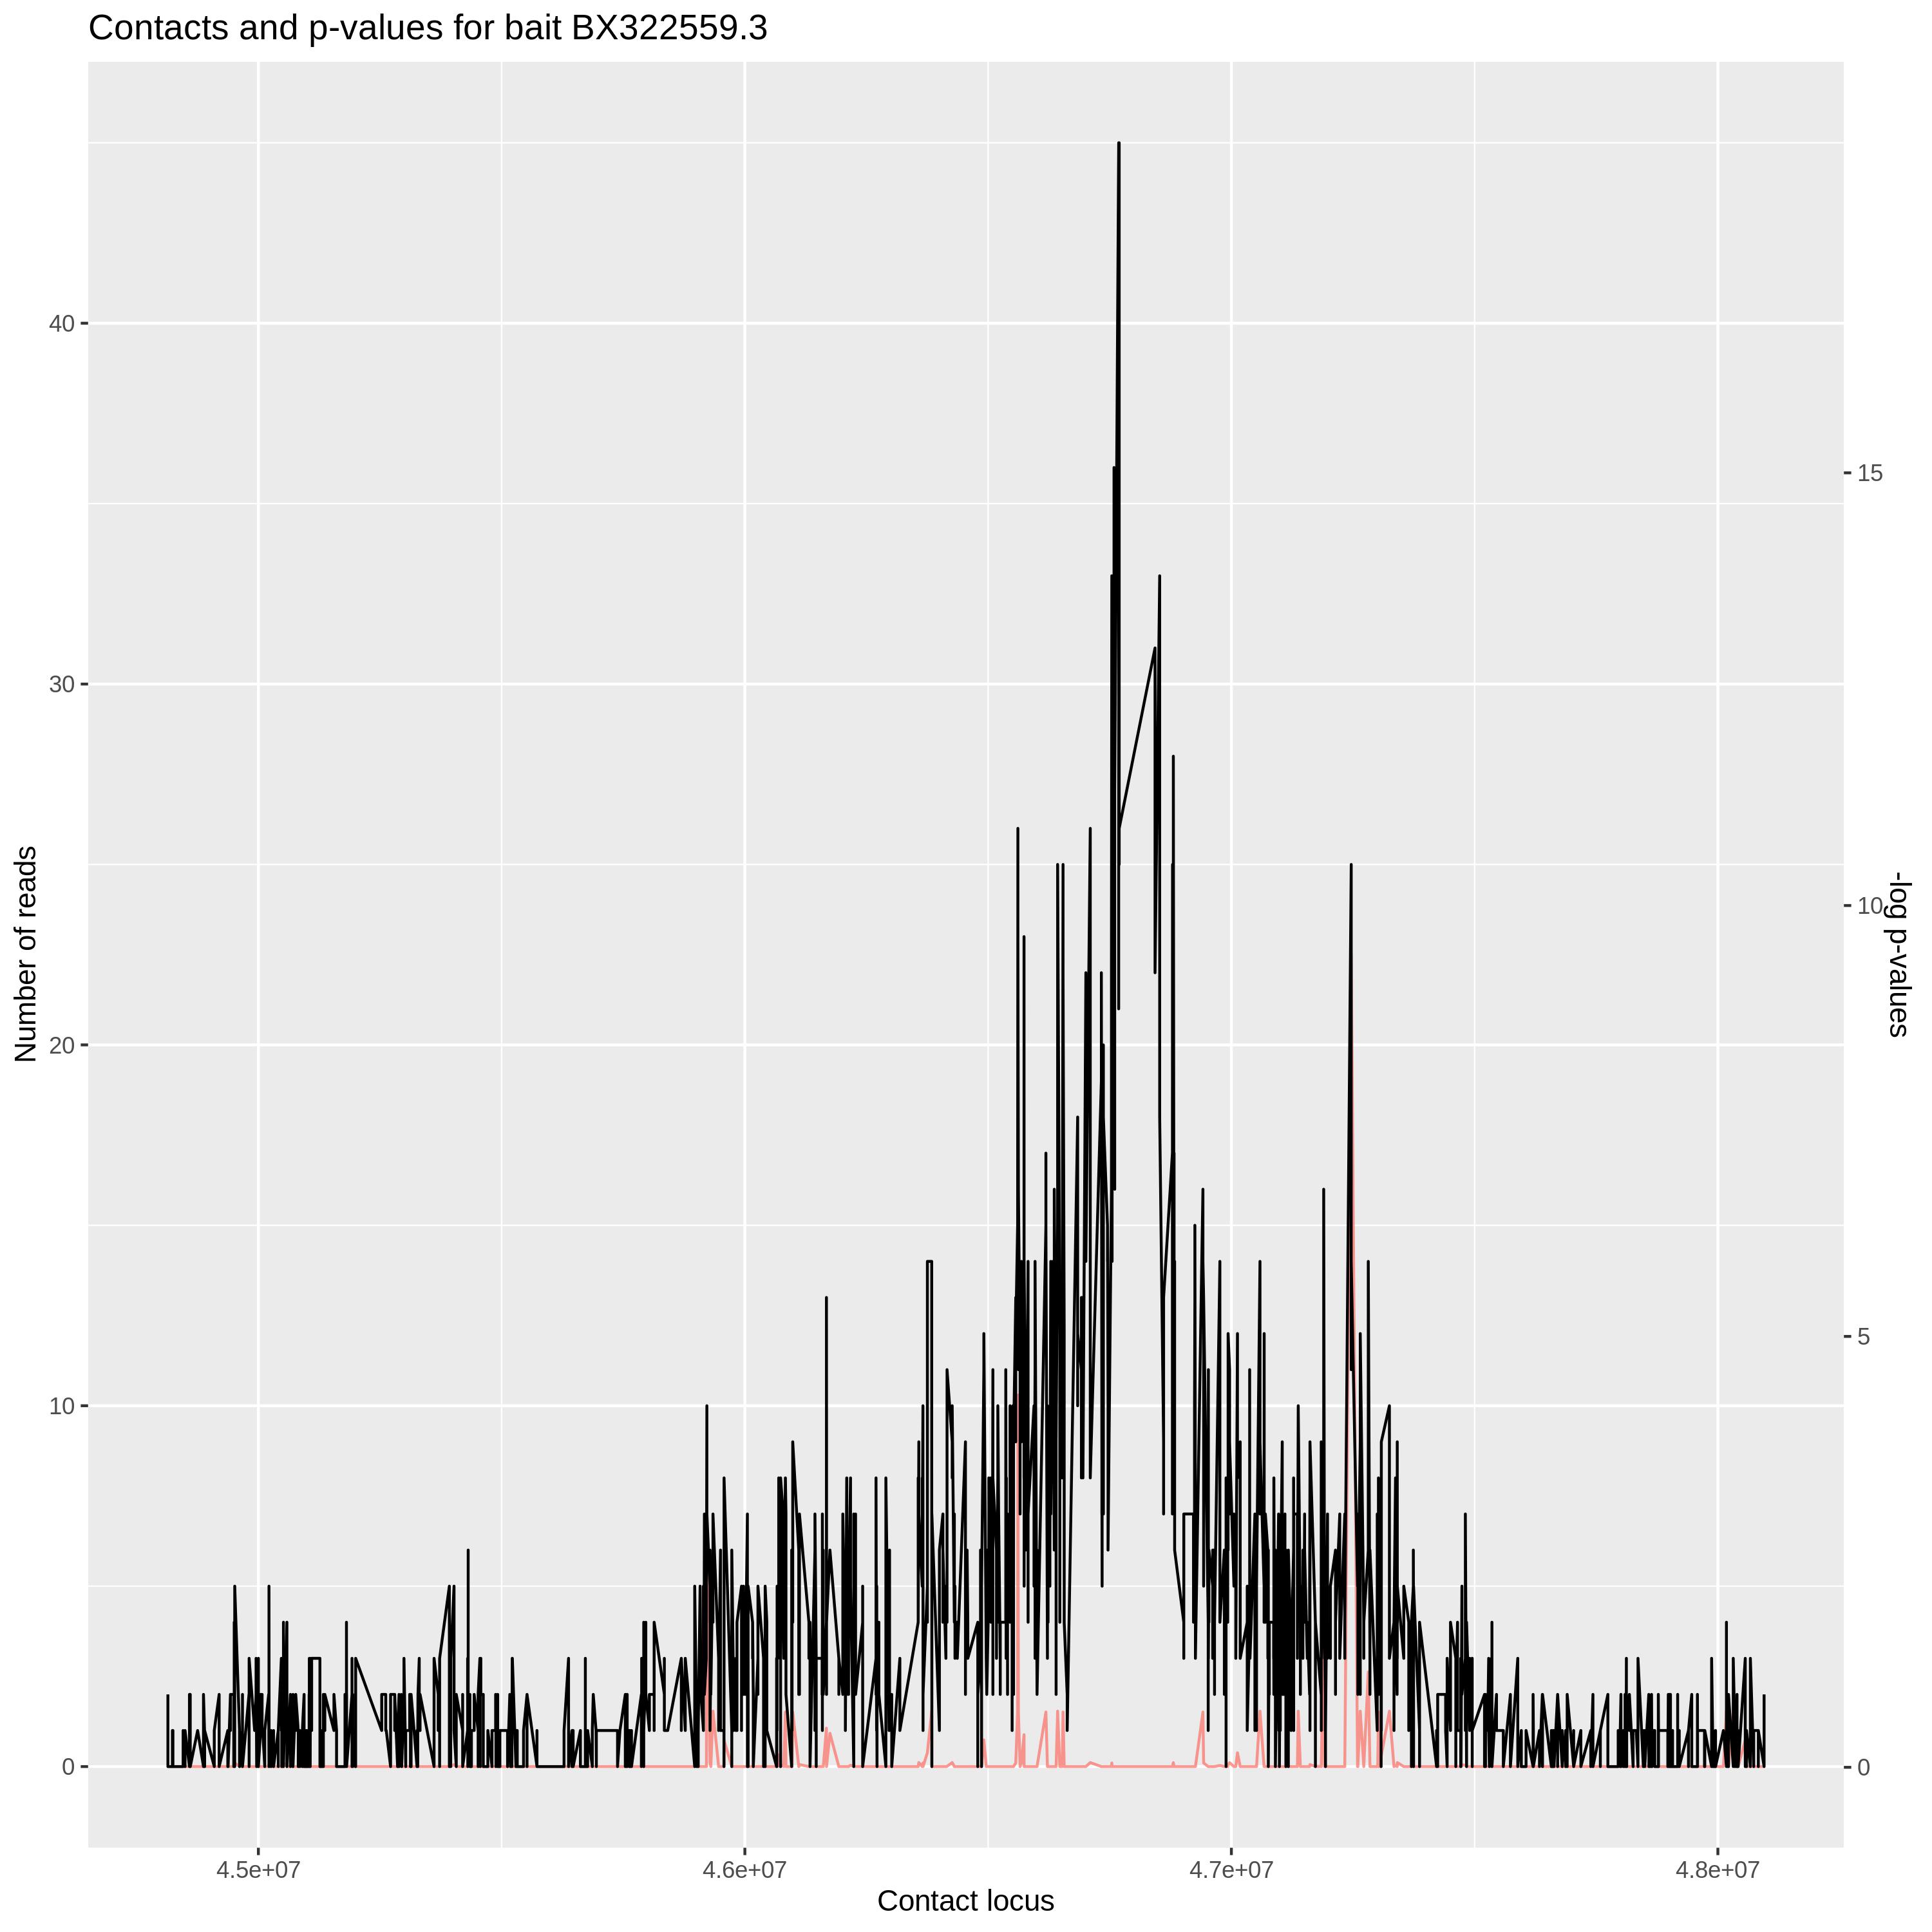 Contacts and p-values for bait BX322559.3
Number of reads
40
30
20
10
0
15
10
5
0
-log p-values
4.5e+07 4.6e+07 4.7e+07 4.8e+07
Contact locus